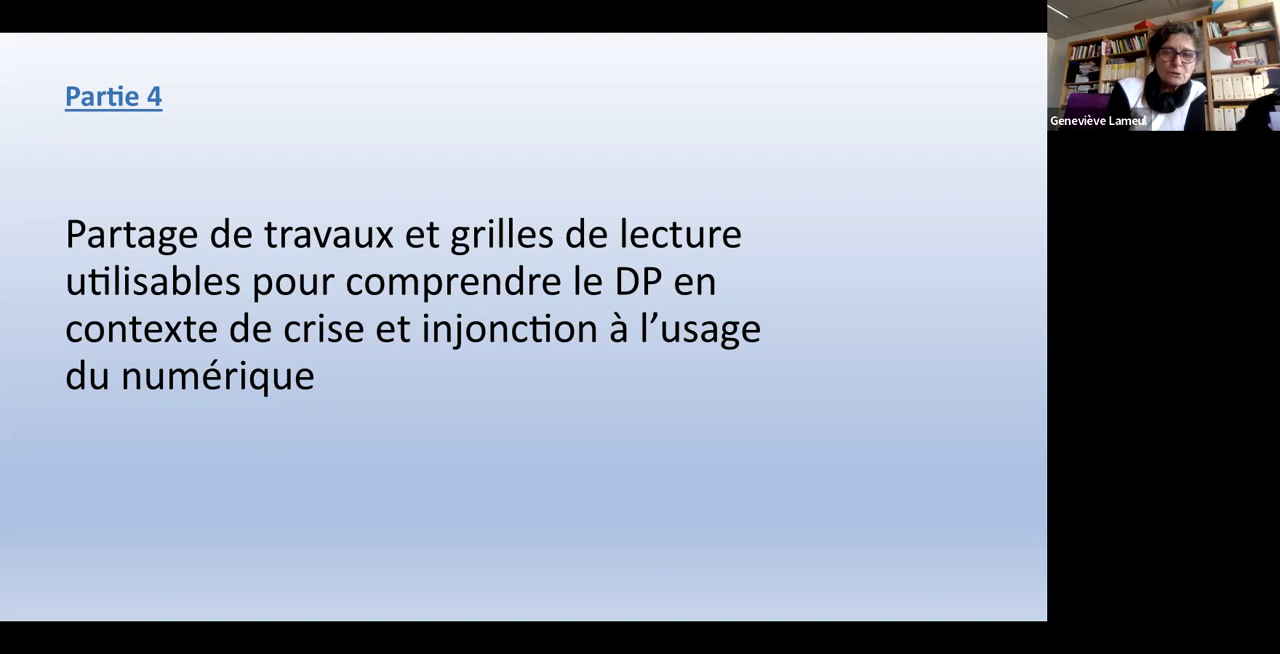 Partie 4
Partage de travaux et grilles de lecture
utilisables pour comprendre le DP en
contexte de crise et injonction à l’usage
du numérique
Geneviève Lameul